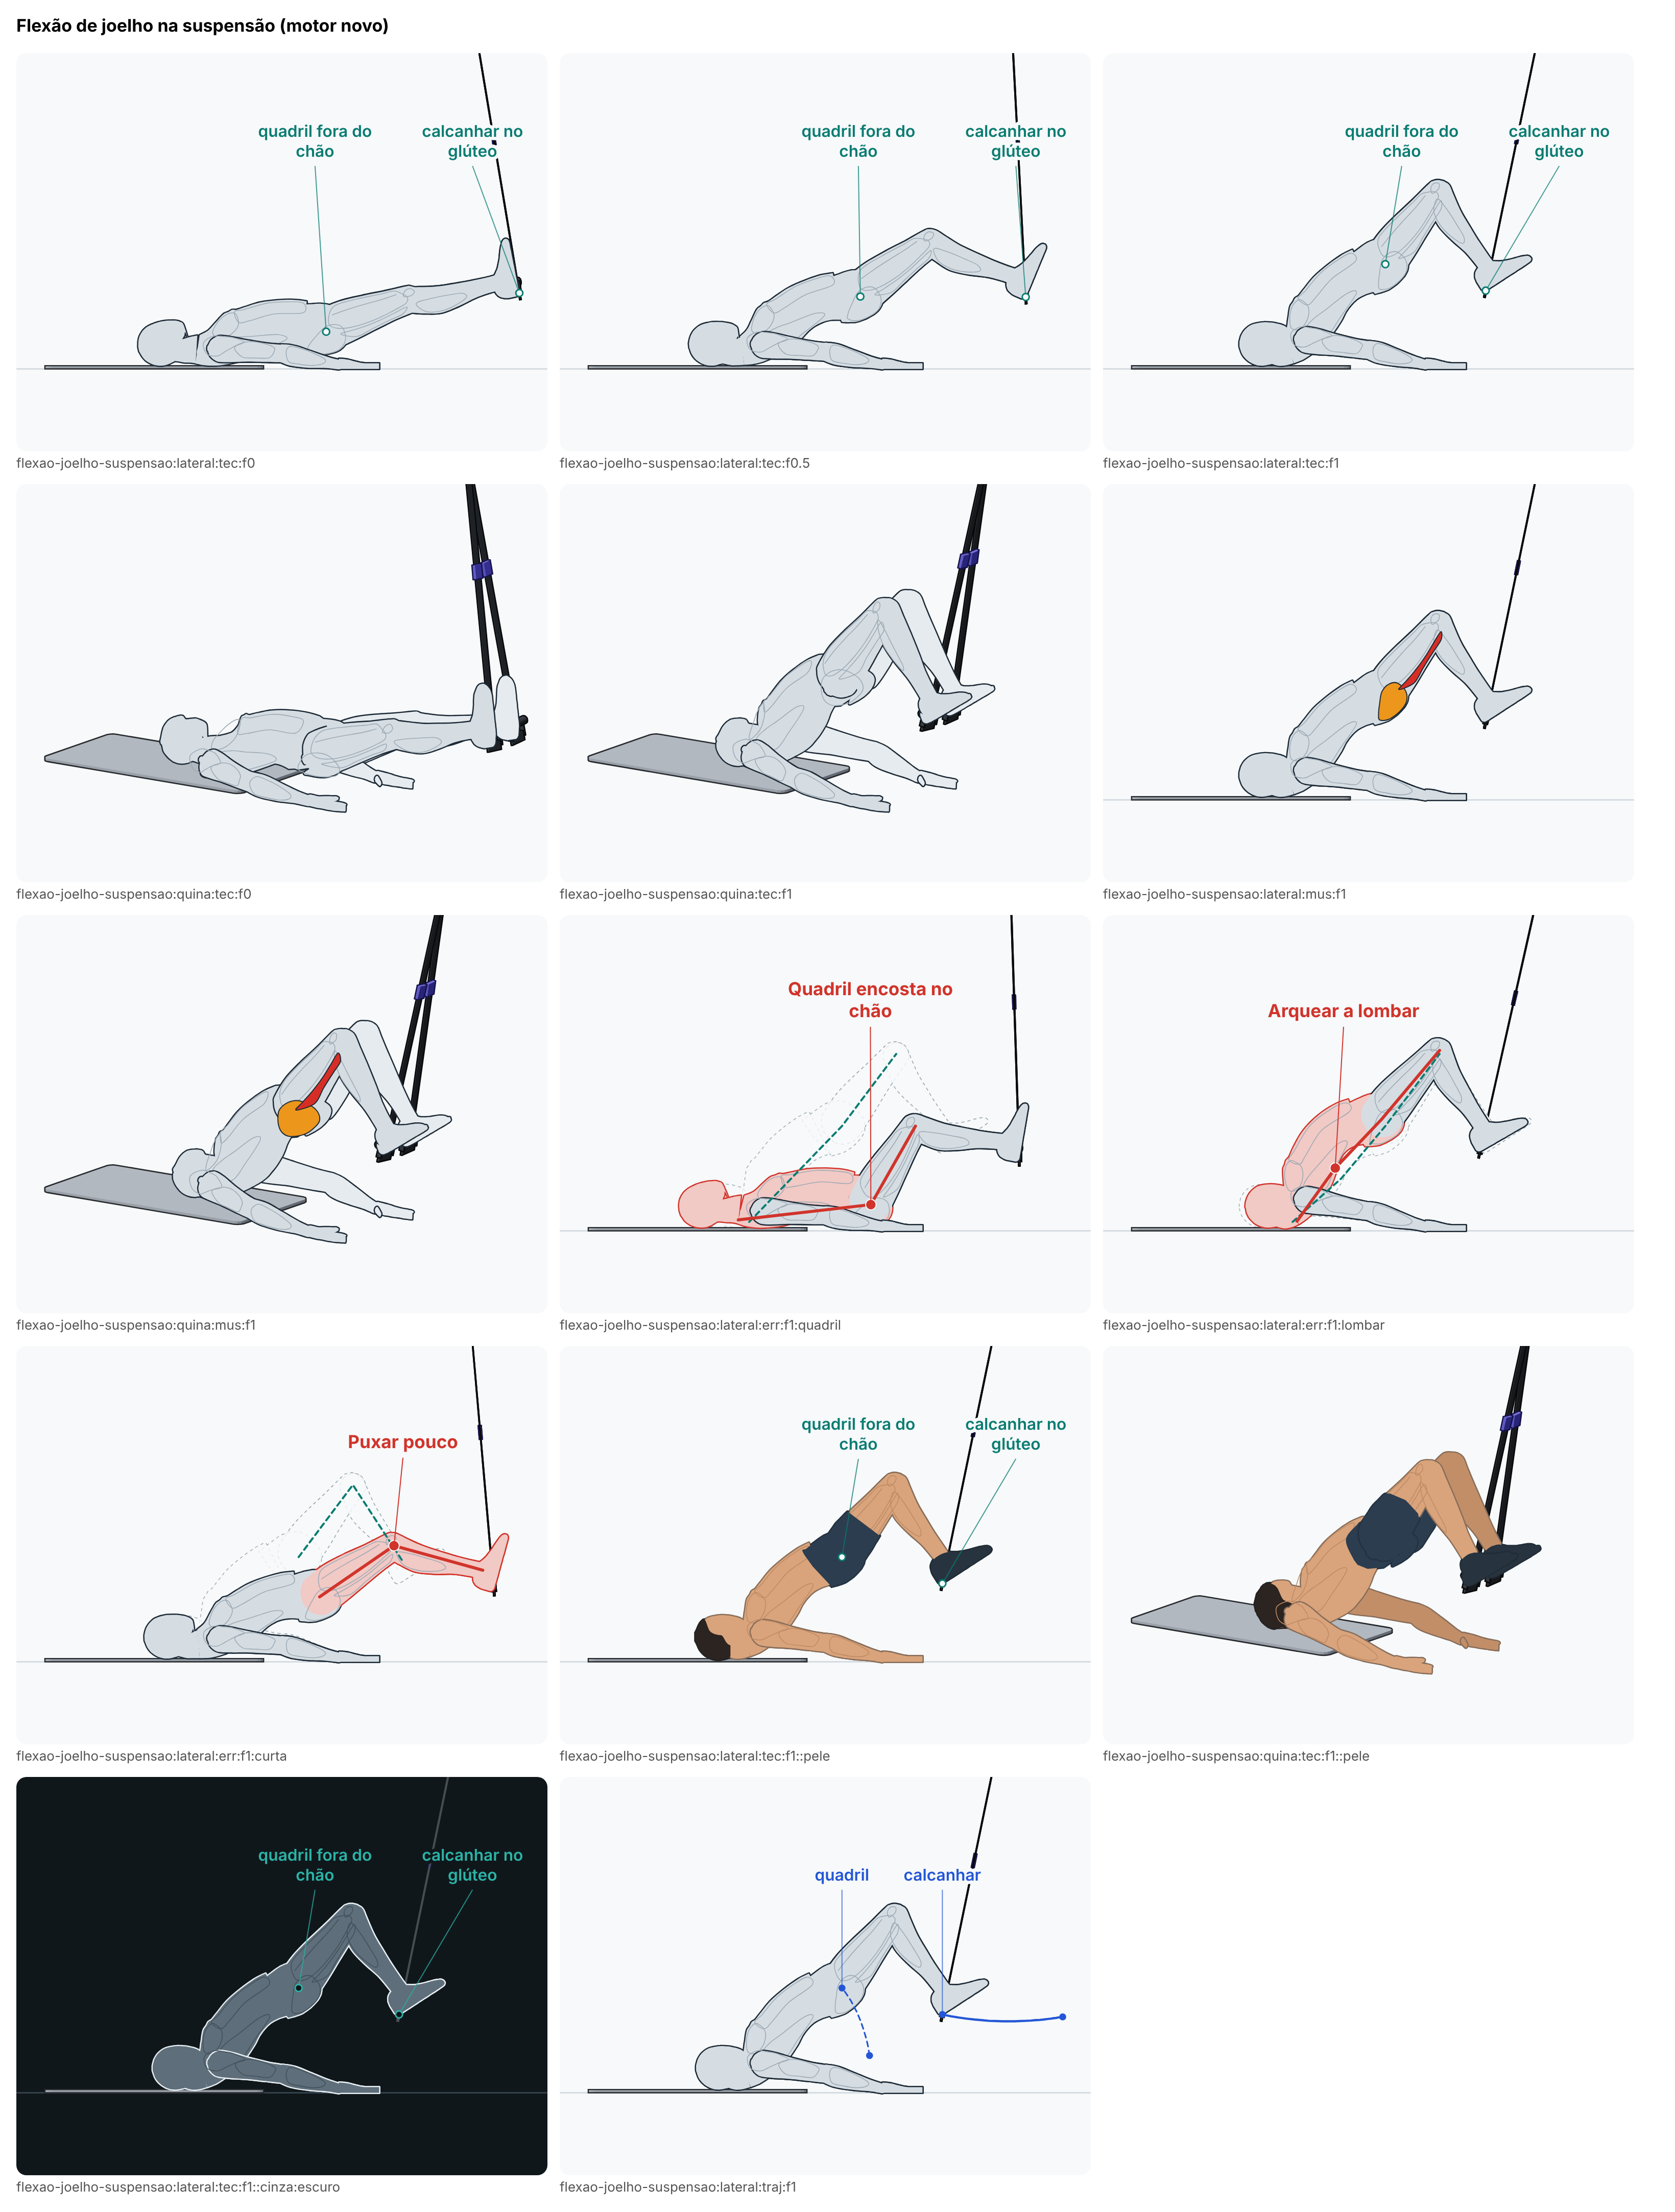 Flexão de joelho na suspensão (motor novo)
quadril fora do
chão
calcanhar no
glúteo
flexao-joelho-suspensao:lateral:tec:f0
quadril fora do
chão
calcanhar no
glúteo
flexao-joelho-suspensao:lateral:tec:f0.5
quadril fora do
chão
calcanhar no
glúteo
flexao-joelho-suspensao:lateral:tec:f1
flexao-joelho-suspensao:quina:tec:f0
flexao-joelho-suspensao:quina:tec:f1
flexao-joelho-suspensao:lateral:mus:f1
flexao-joelho-suspensao:quina:mus:f1
Quadril encosta no
chão
flexao-joelho-suspensao:lateral:err:f1:quadril
Arquear a lombar
flexao-joelho-suspensao:lateral:err:f1:lombar
Puxar pouco
flexao-joelho-suspensao:lateral:err:f1:curta
quadril fora do
chão
calcanhar no
glúteo
flexao-joelho-suspensao:lateral:tec:f1::pele
flexao-joelho-suspensao:quina:tec:f1::pele
quadril fora do
chão
calcanhar no
glúteo
flexao-joelho-suspensao:lateral:tec:f1::cinza:escuro
quadril
calcanhar
flexao-joelho-suspensao:lateral:traj:f1